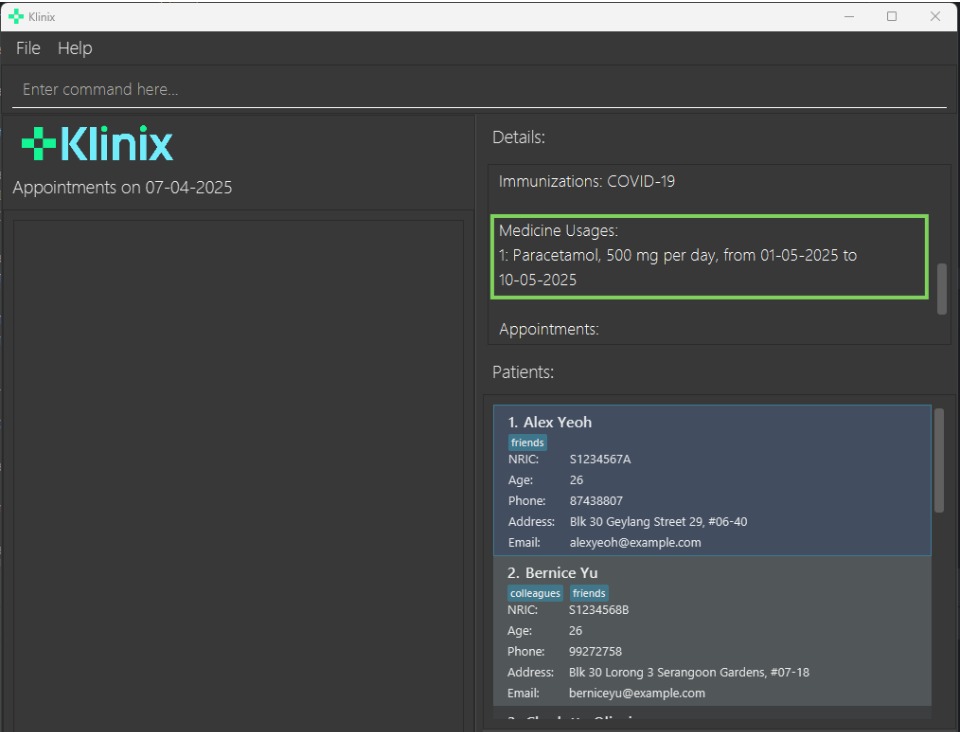 Klinix
File Help
Enter command here...
Klinix
Appointments on 07-04-2025
Details:
Immunizations: COVID-19
Medicine Usages:
1: Paracetamol, 500 mg per day, from 01-05-2025 to
10-05-2025
Appointments:
Patients:
1. Alex Yeoh
friends
NRIC: S1234567A
Age: 26
Phone: 87438807
Address: Blk 30 Geylang Street 29, #06-40
Email: alexyeoh@example.com
2. Bernice Yu
colleagues friends
NRIC: S1234568B
Age: 26
Phone: 99272758
Address: Blk 30 Lorong 3 Serangoon Gardens, #07-18
Email: berniceyu@example.com